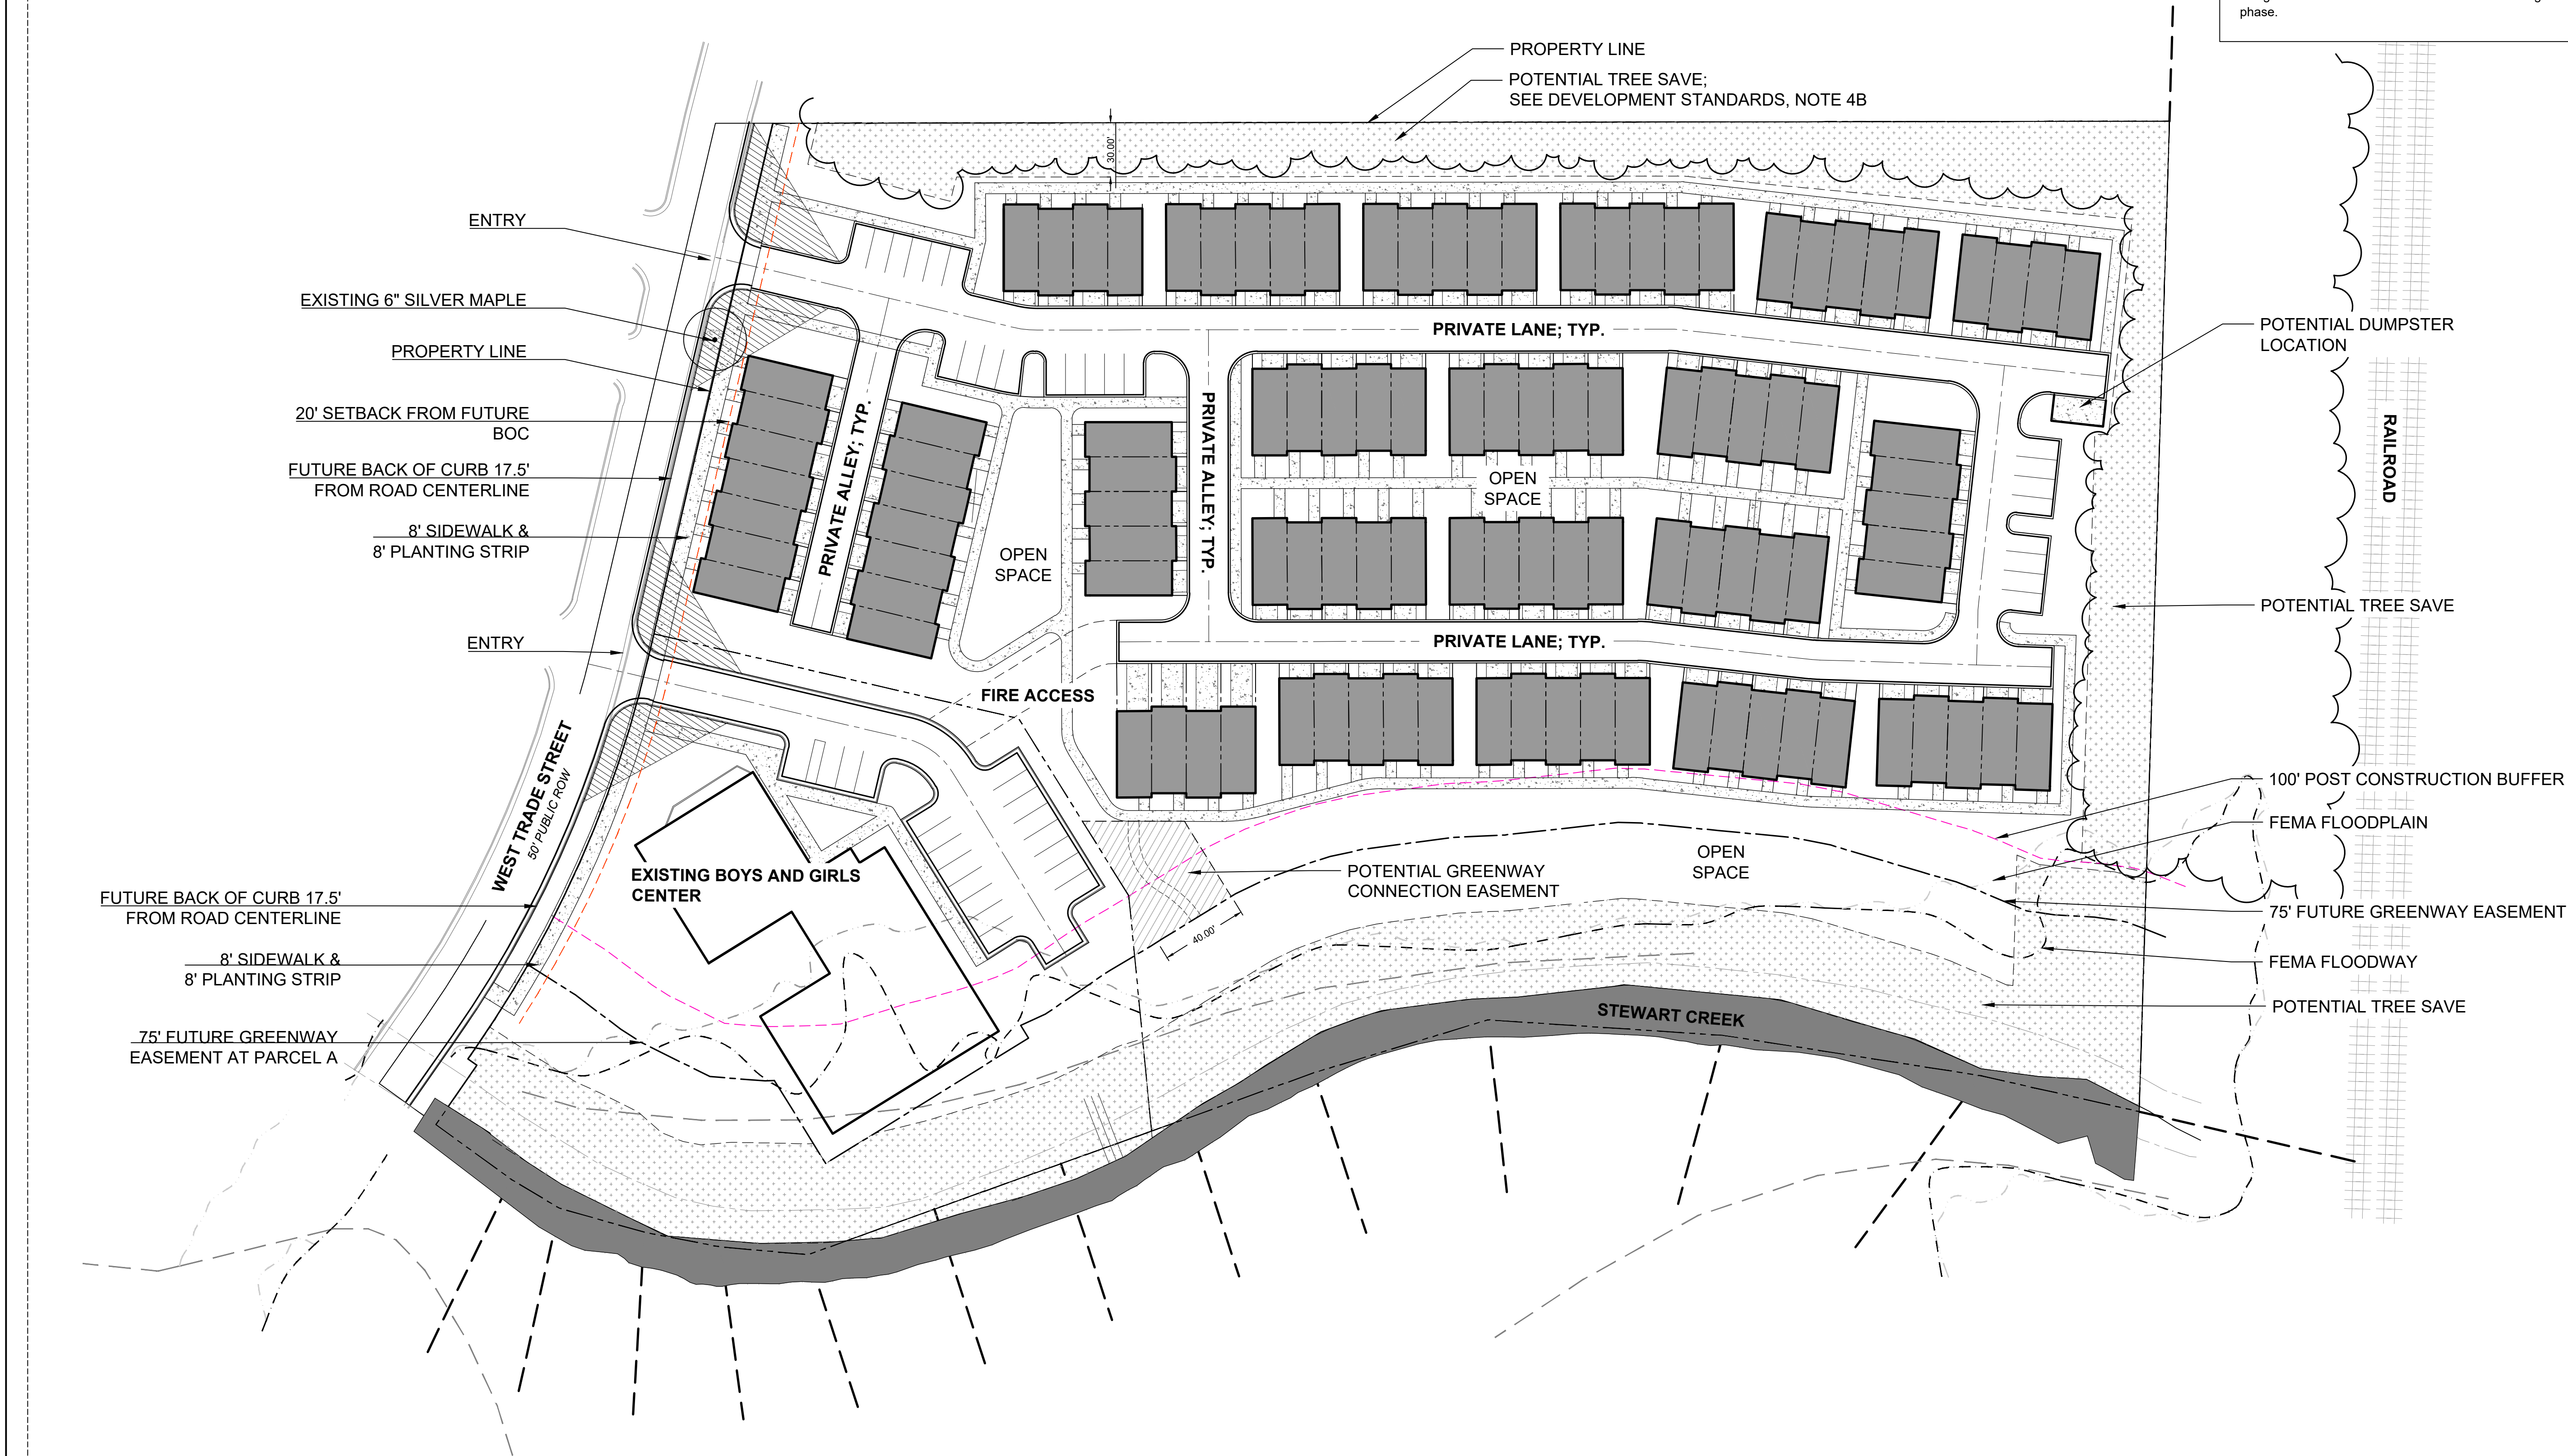 phase.
PROPERTY LINE
POTENTIAL TREE SAVE;
SEE DEVELOPMENT STANDARDS, NOTE 4B
30.00'
ENTRY
EXISTING 6" SILVER MAPLE
PROPERTY LINE
20' SETBACK FROM FUTURE
BOC
FUTURE BACK OF CURB 17.5'
FROM ROAD CENTERLINE
8' SIDEWALK &
8' PLANTING STRIP
ENTRY
PRIVATE LANE; TYP.
PRIVATE ALLEY; TYP.
PRIVATE ALLEY; TYP.
OPEN
SPACE
OPEN
SPACE
PRIVATE LANE; TYP.
FIRE ACCESS
POTENTIAL DUMPSTER
LOCATION
RAILROAD
POTENTIAL TREE SAVE
WEST TRADE STREET
50' PUBLIC ROW
EXISTING BOYS AND GIRLS
CENTER
POTENTIAL GREENWAY
CONNECTION EASEMENT
40.00'
OPEN
SPACE
100' POST CONSTRUCTION BUFFER
FEMA FLOODPLAIN
75' FUTURE GREENWAY EASEMENT
FEMA FLOODWAY
POTENTIAL TREE SAVE
STEWART CREEK
FUTURE BACK OF CURB 17.5'
FROM ROAD CENTERLINE
8' SIDEWALK &
8' PLANTING STRIP
75' FUTURE GREENWAY
EASEMENT AT PARCEL A